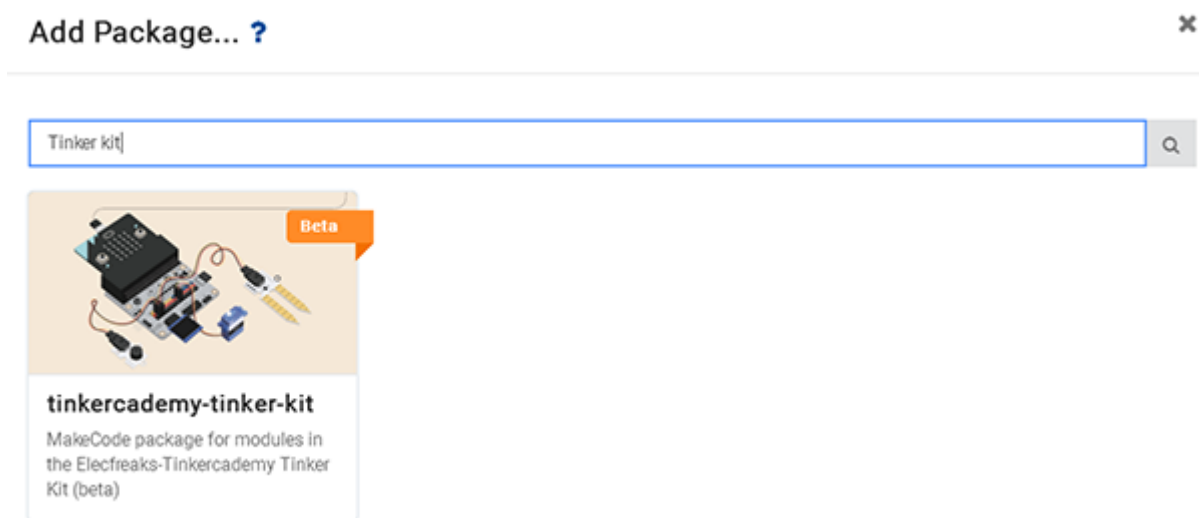 Add Package... ?
Tinker kit
Beta
tinkercademy-tinker-kit
MakeCode package for modules in
the Elecfreaks-Tinkercademy Tinker
Kit (beta)